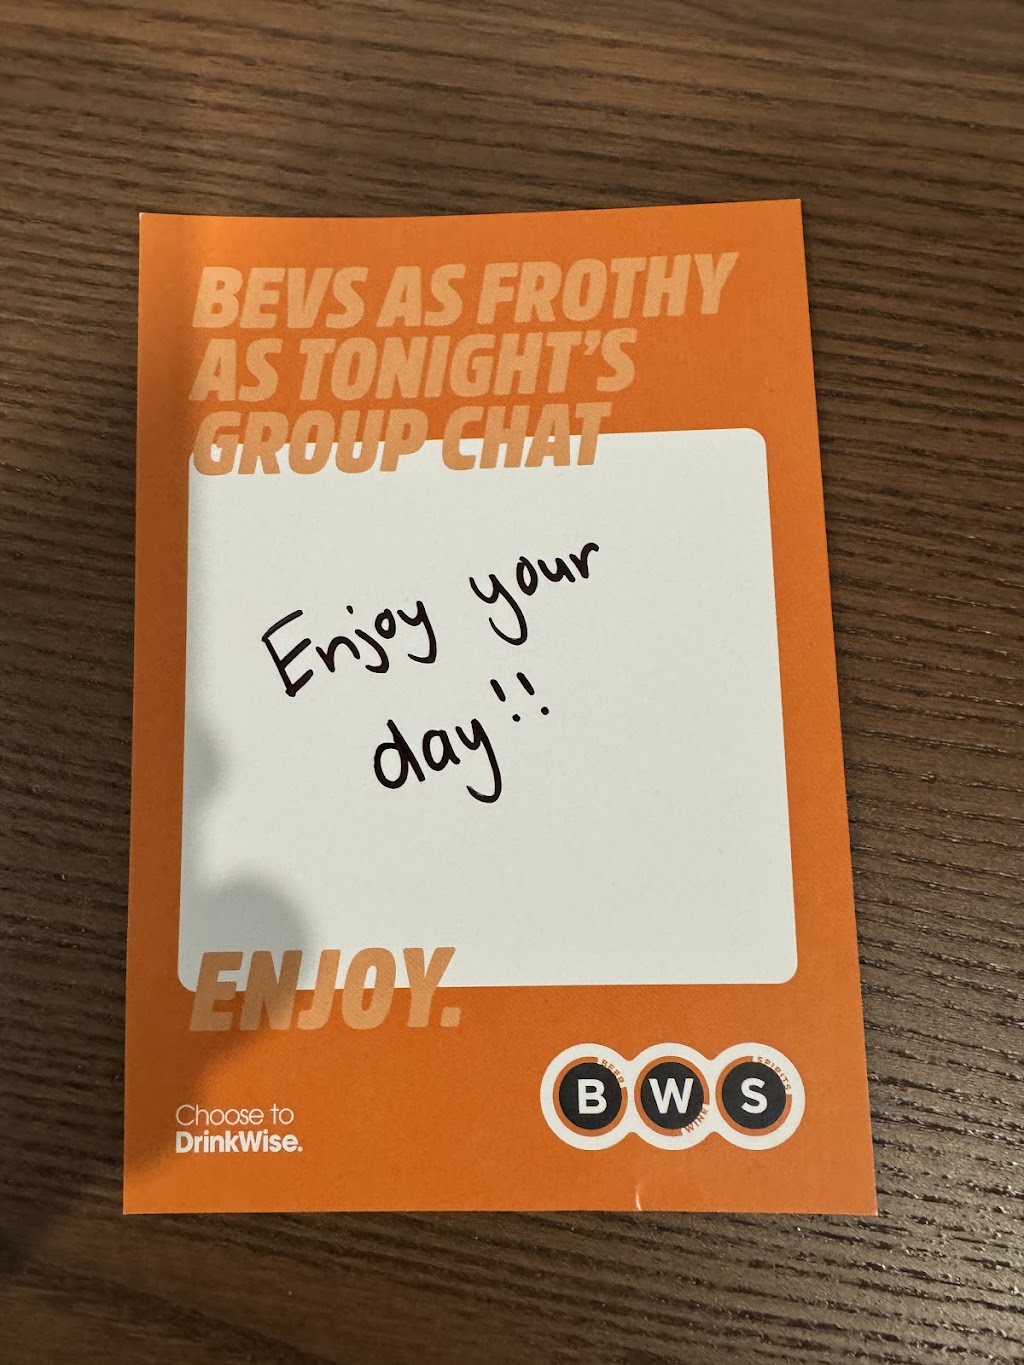 BEVS AS FROTHY
AS TONIGHT'S
GROUP CHAT
Enjoy your
day!!
ENJOY.
Choose to
DrinkWise.
BEER
B
WINE
W
SPIRITS
S